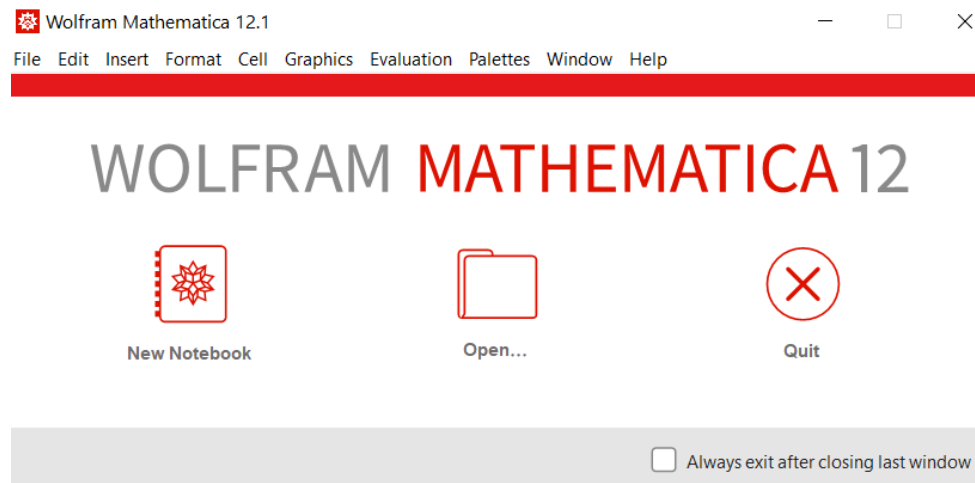 Wolfram Mathematica 12.1
File Edit Insert Format Cell Graphics Evaluation Palettes Window Help
WOLFRAM MATHEMATICA 12
New Notebook
Open...
Quit
Always exit after closing last window